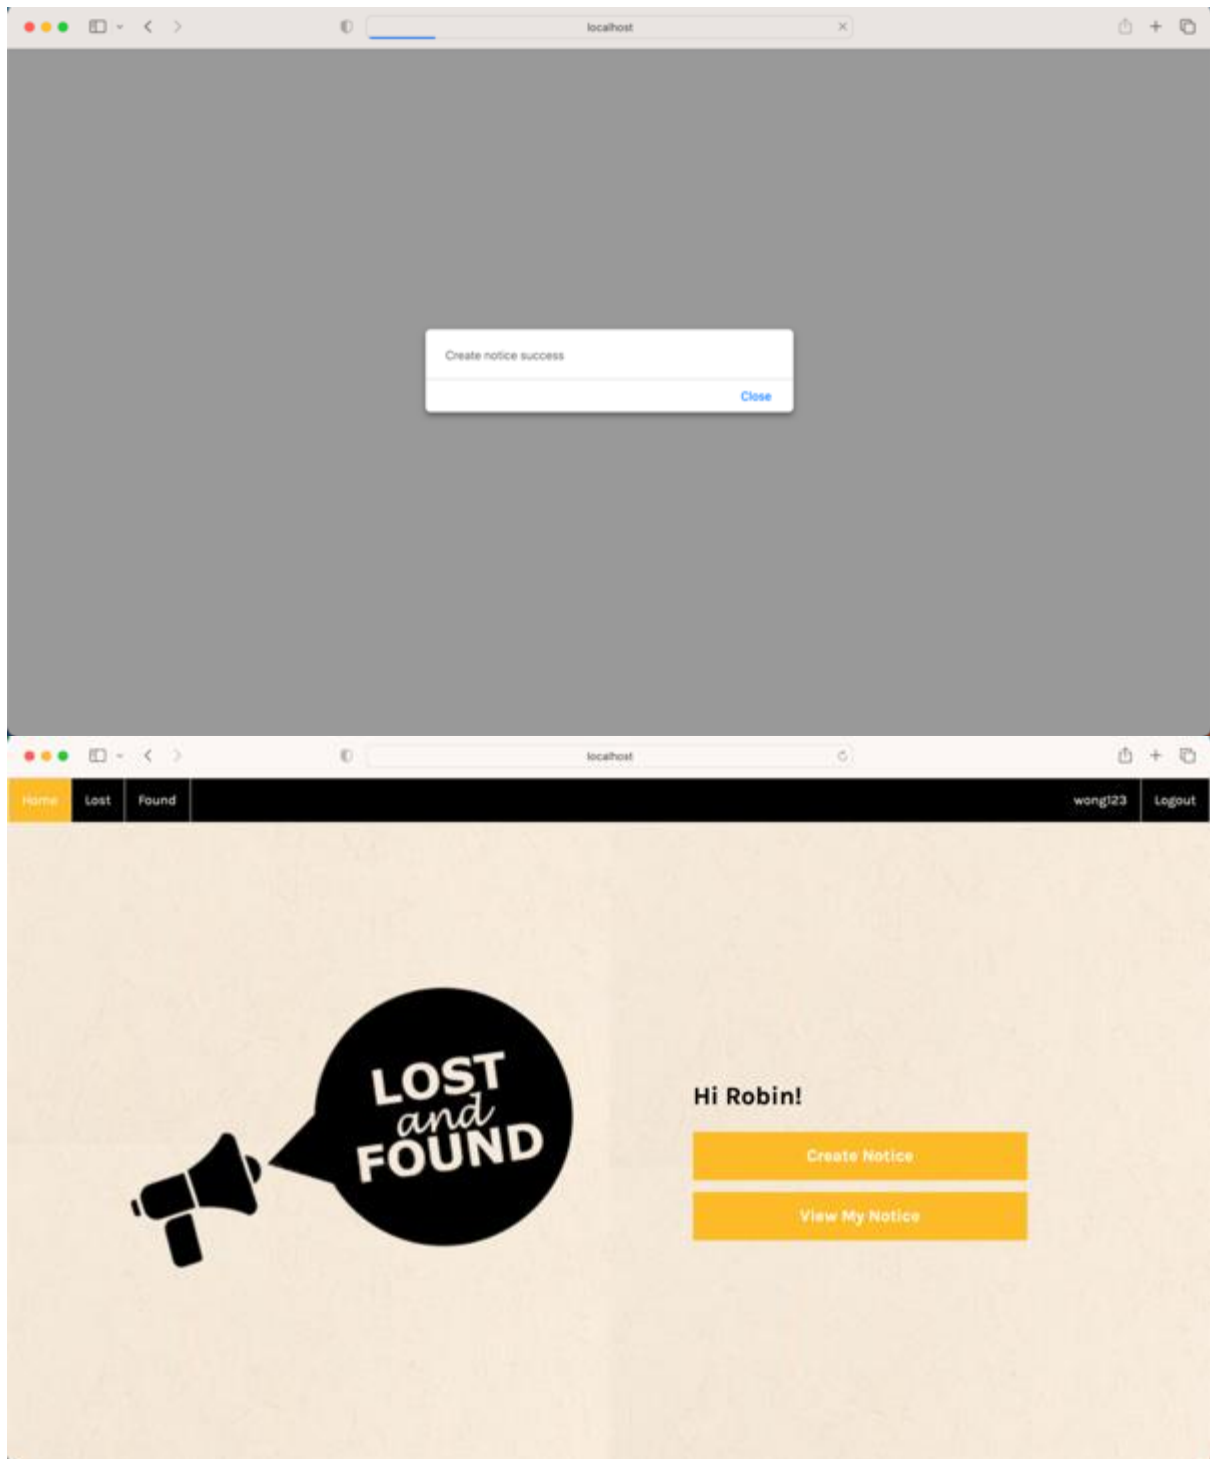 localhost
Create notice success
Close
localhost
Home Lost Found wong123 Logout
LOST
and
FOUND
Hi Robin!
Create Notice
View My Notice